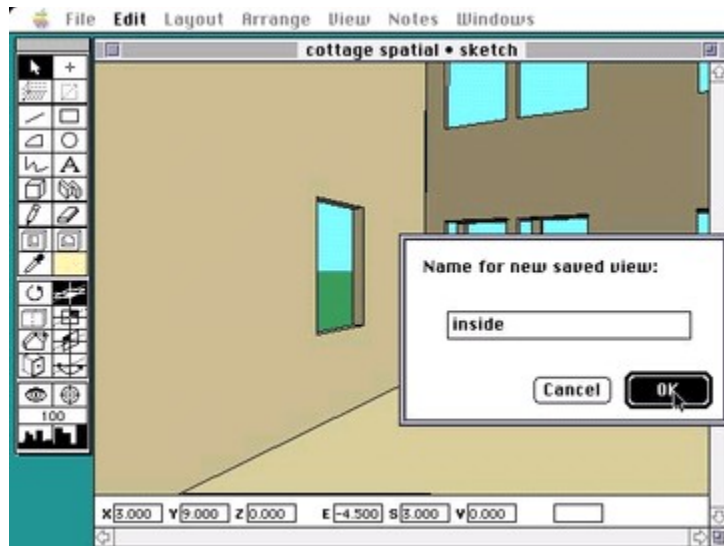 File Edit Layout Arrange View Notes Windows
cottage spatial • sketch
A
Name for new saved view:
inside
Cancel OK
100
X 3.000 Y 9.000 Z 0.000 E -4.500 S 3.000 V 0.000